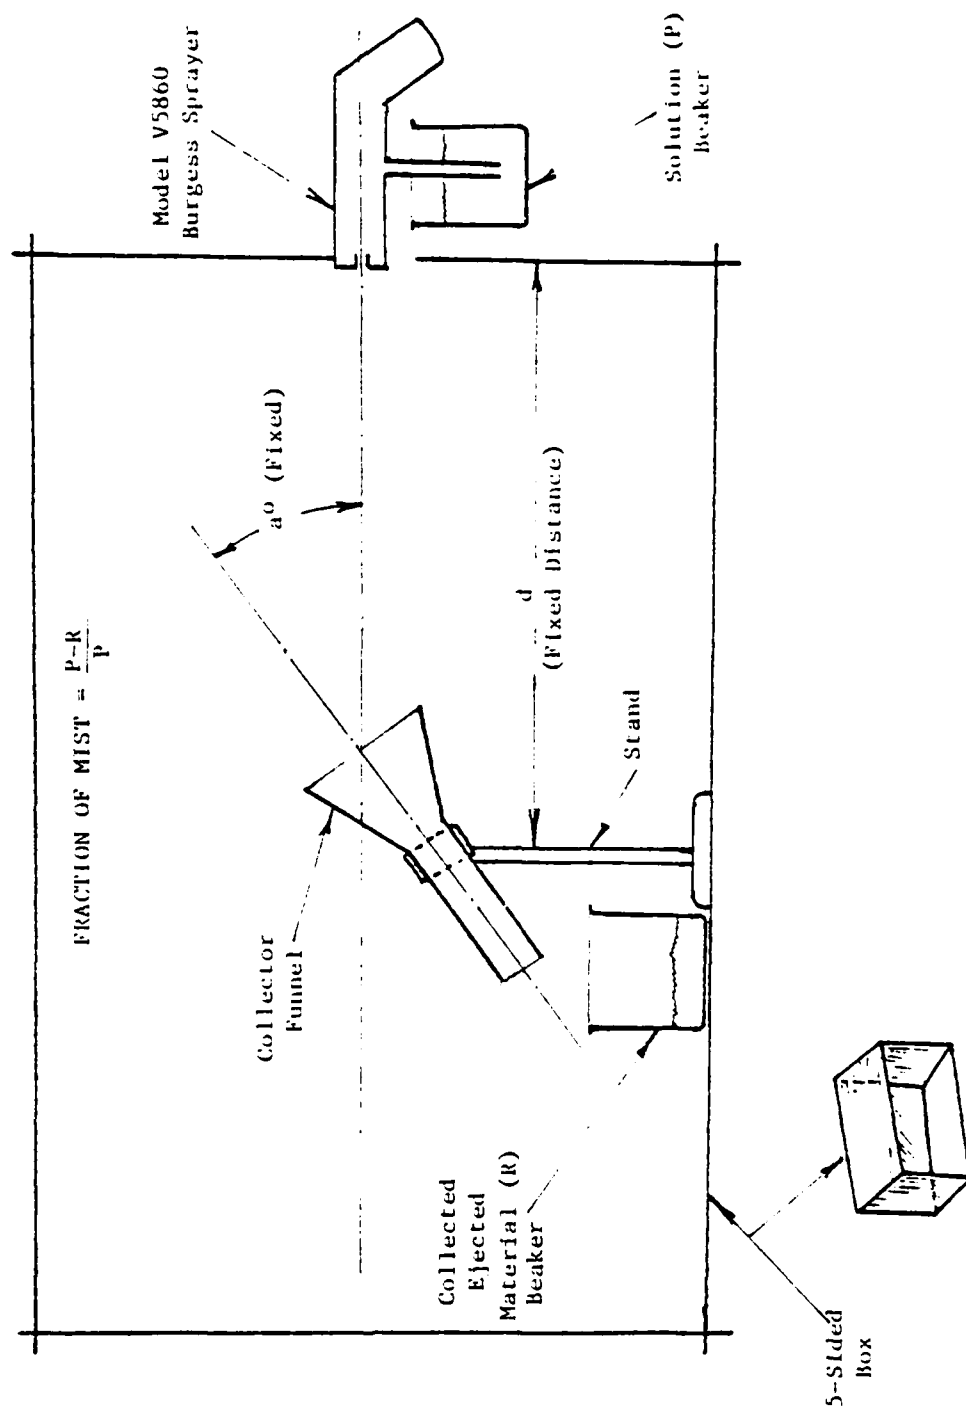 FRACTION OF MIST = P-R
P
Model V5860
Burgess Sprayer
a° (Fixed)
Collector
Funnel
d
(Fixed Distance)
Stand
Solution (P)
Beaker
Collected
Ejected
Material (R)
Beaker
5-Sided
Box